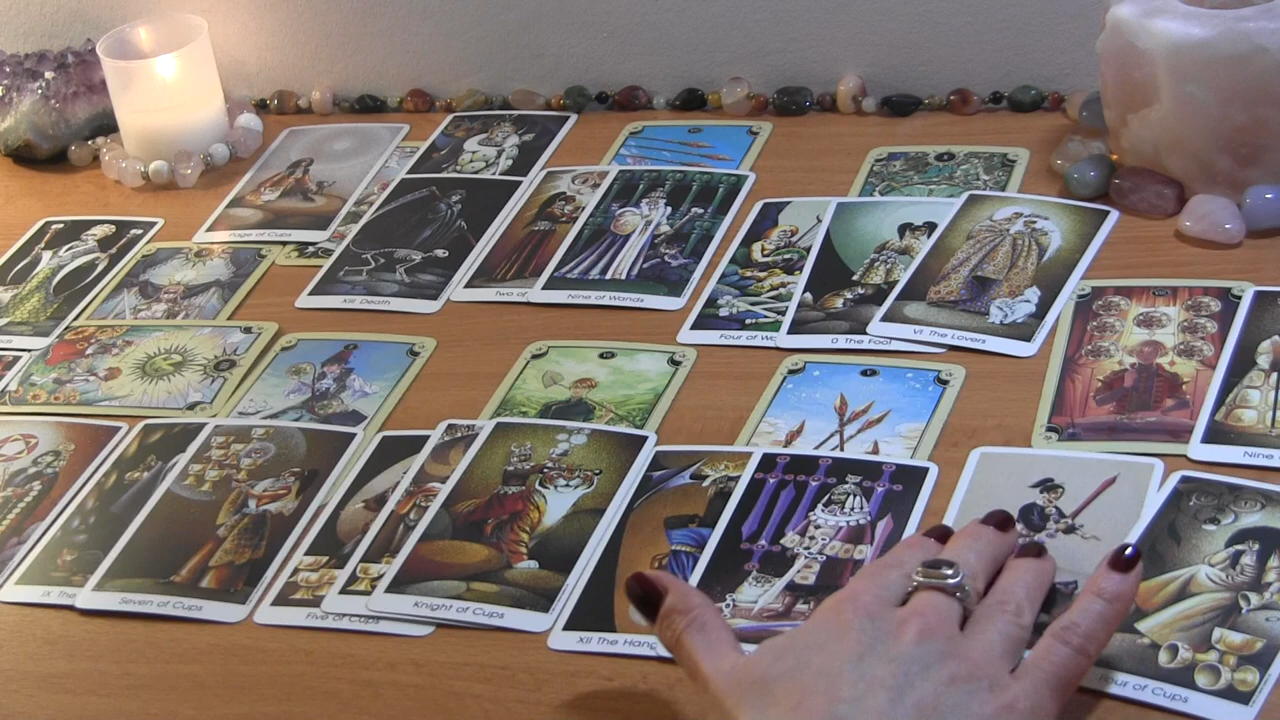 Page of Cups
XIII Death
Two of
Nine of Wands
Four of Wa
0 The Fool
VI The Lovers
Nine
IX The
Seven of Cups
Five of Cups
Knight of Cups
XII The Hang
Four of Cups